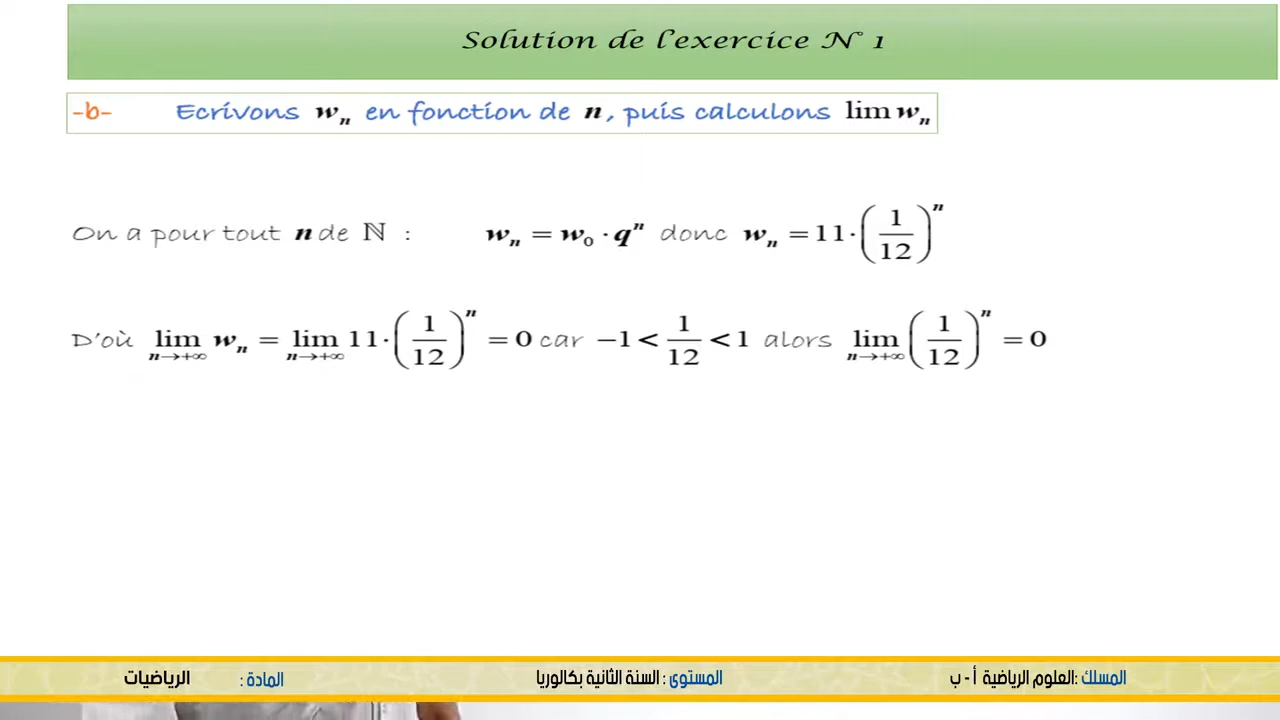 Solution de l'exercice N° 1
-b- Ecrivons wₙ en fonction de n, puis calculons lim wₙ
On a pour tout n de ℕ : wₙ = w₀ · qⁿ donc wₙ = 11·(1/12)ⁿ
D'où lim_{n→+∞} wₙ = lim_{n→+∞} 11·(1/12)ⁿ = 0 car −1 < 1/12 < 1 alors lim_{n→+∞} (1/12)ⁿ = 0
المسلك :العلوم الرياضية أ - ب المستوى : السنة الثانية بكالوريا المادة : الرياضيات